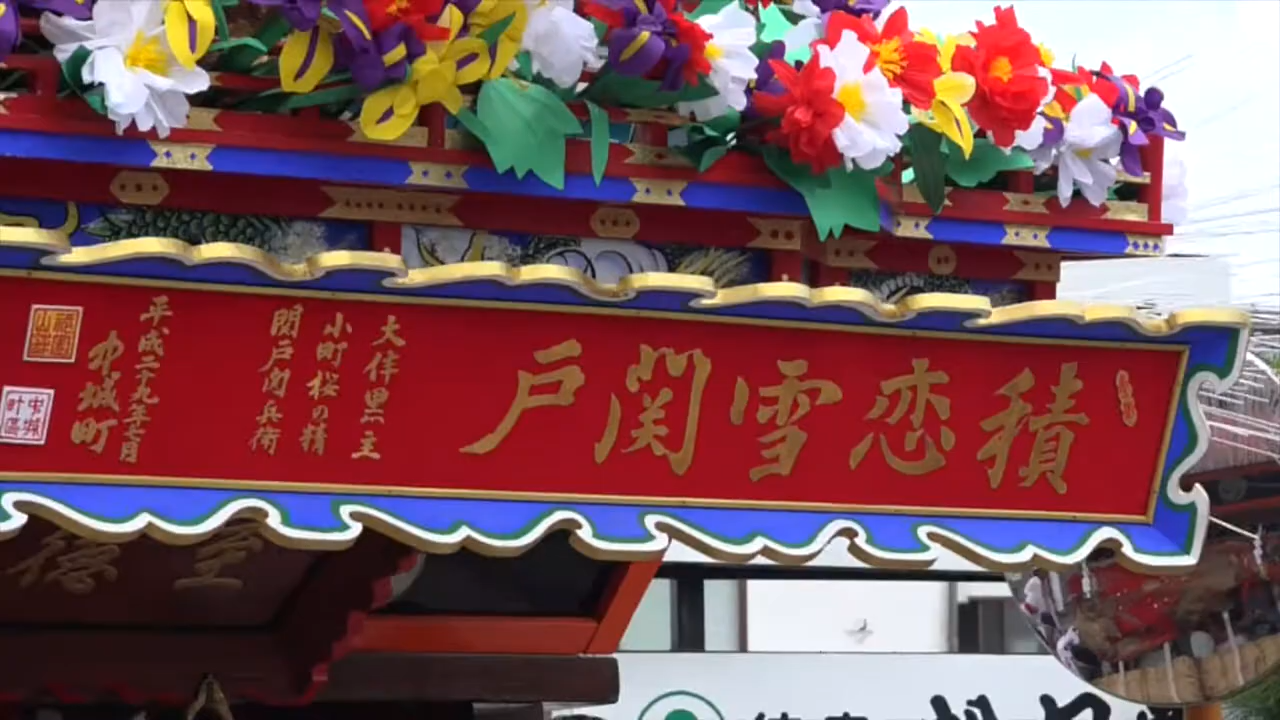 積恋雪関戸
大伴黒主
小町桜の精
関戸関兵衛
平成二十九年七月
中城町